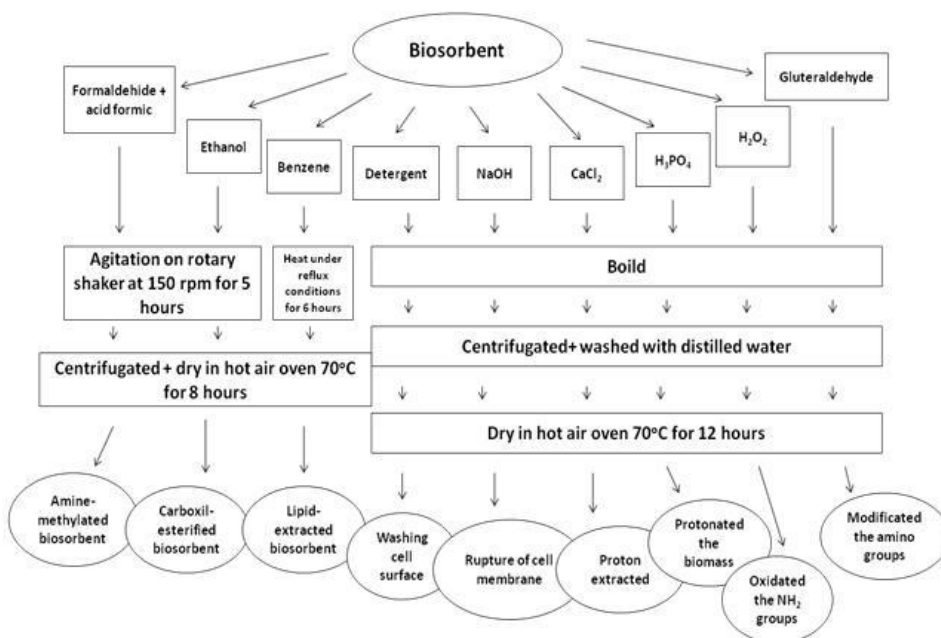 Biosorbent
Formaldehide +
acid formic
Ethanol
Benzene
Detergent
NaOH
CaCl₂
H₃PO₄
H₂O₂
Gluteraldehyde
Agitation on rotary
shaker at 150 rpm for 5
hours
Heat under
reflux
conditions
for 6 hours
Boild
Centrifugated+ washed with distilled water
Centrifugated + dry in hot air oven 70°C
for 8 hours
Dry in hot air oven 70°C for 12 hours
Amine-
methylated
biosorbent
Carboxil-
esterified
biosorbent
Lipid-
extracted
biosorbent
Washing
cell
surface
Rupture of cell
membrane
Proton
extracted
Protonated
the
biomass
Oxidated
the NH₂
groups
Modificated
the amino
groups